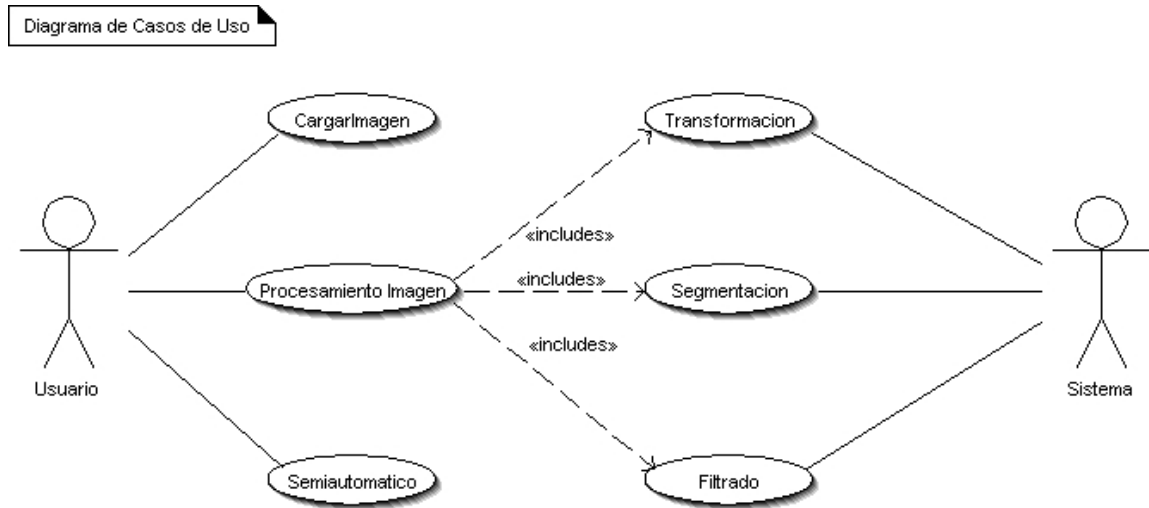 Diagrama de Casos de Uso
CargarImagen
Transformacion
«includes»
Procesamiento Imagen
«includes»
Segmentacion
«includes»
Usuario
Sistema
Semiautomatico
Filtrado